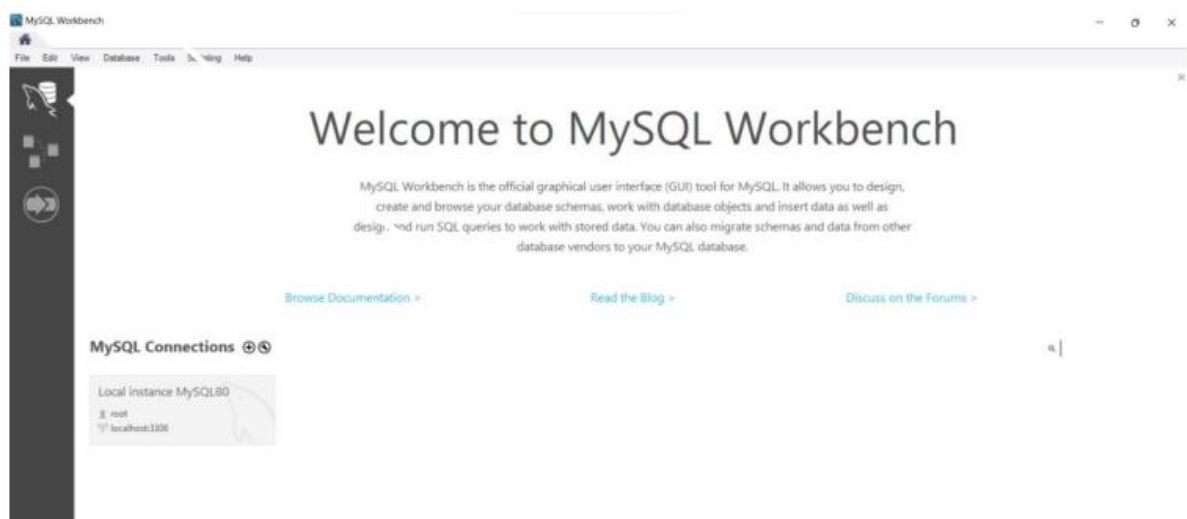 MySQL Workbench
File Edit View Database Tools Help
Welcome to MySQL Workbench
MySQL Workbench is the official graphical user interface (GUI) tool for MySQL. It allows you to design,
create and browse your database schemas, work with database objects and insert data as well as
and run SQL queries to work with stored data. You can also migrate schemas and data from other
database vendors to your MySQL database.
Browse Documentation > Read the Blog > Discuss on the Forums >
MySQL Connections
Local instance MySQL80
root
localhost:3306